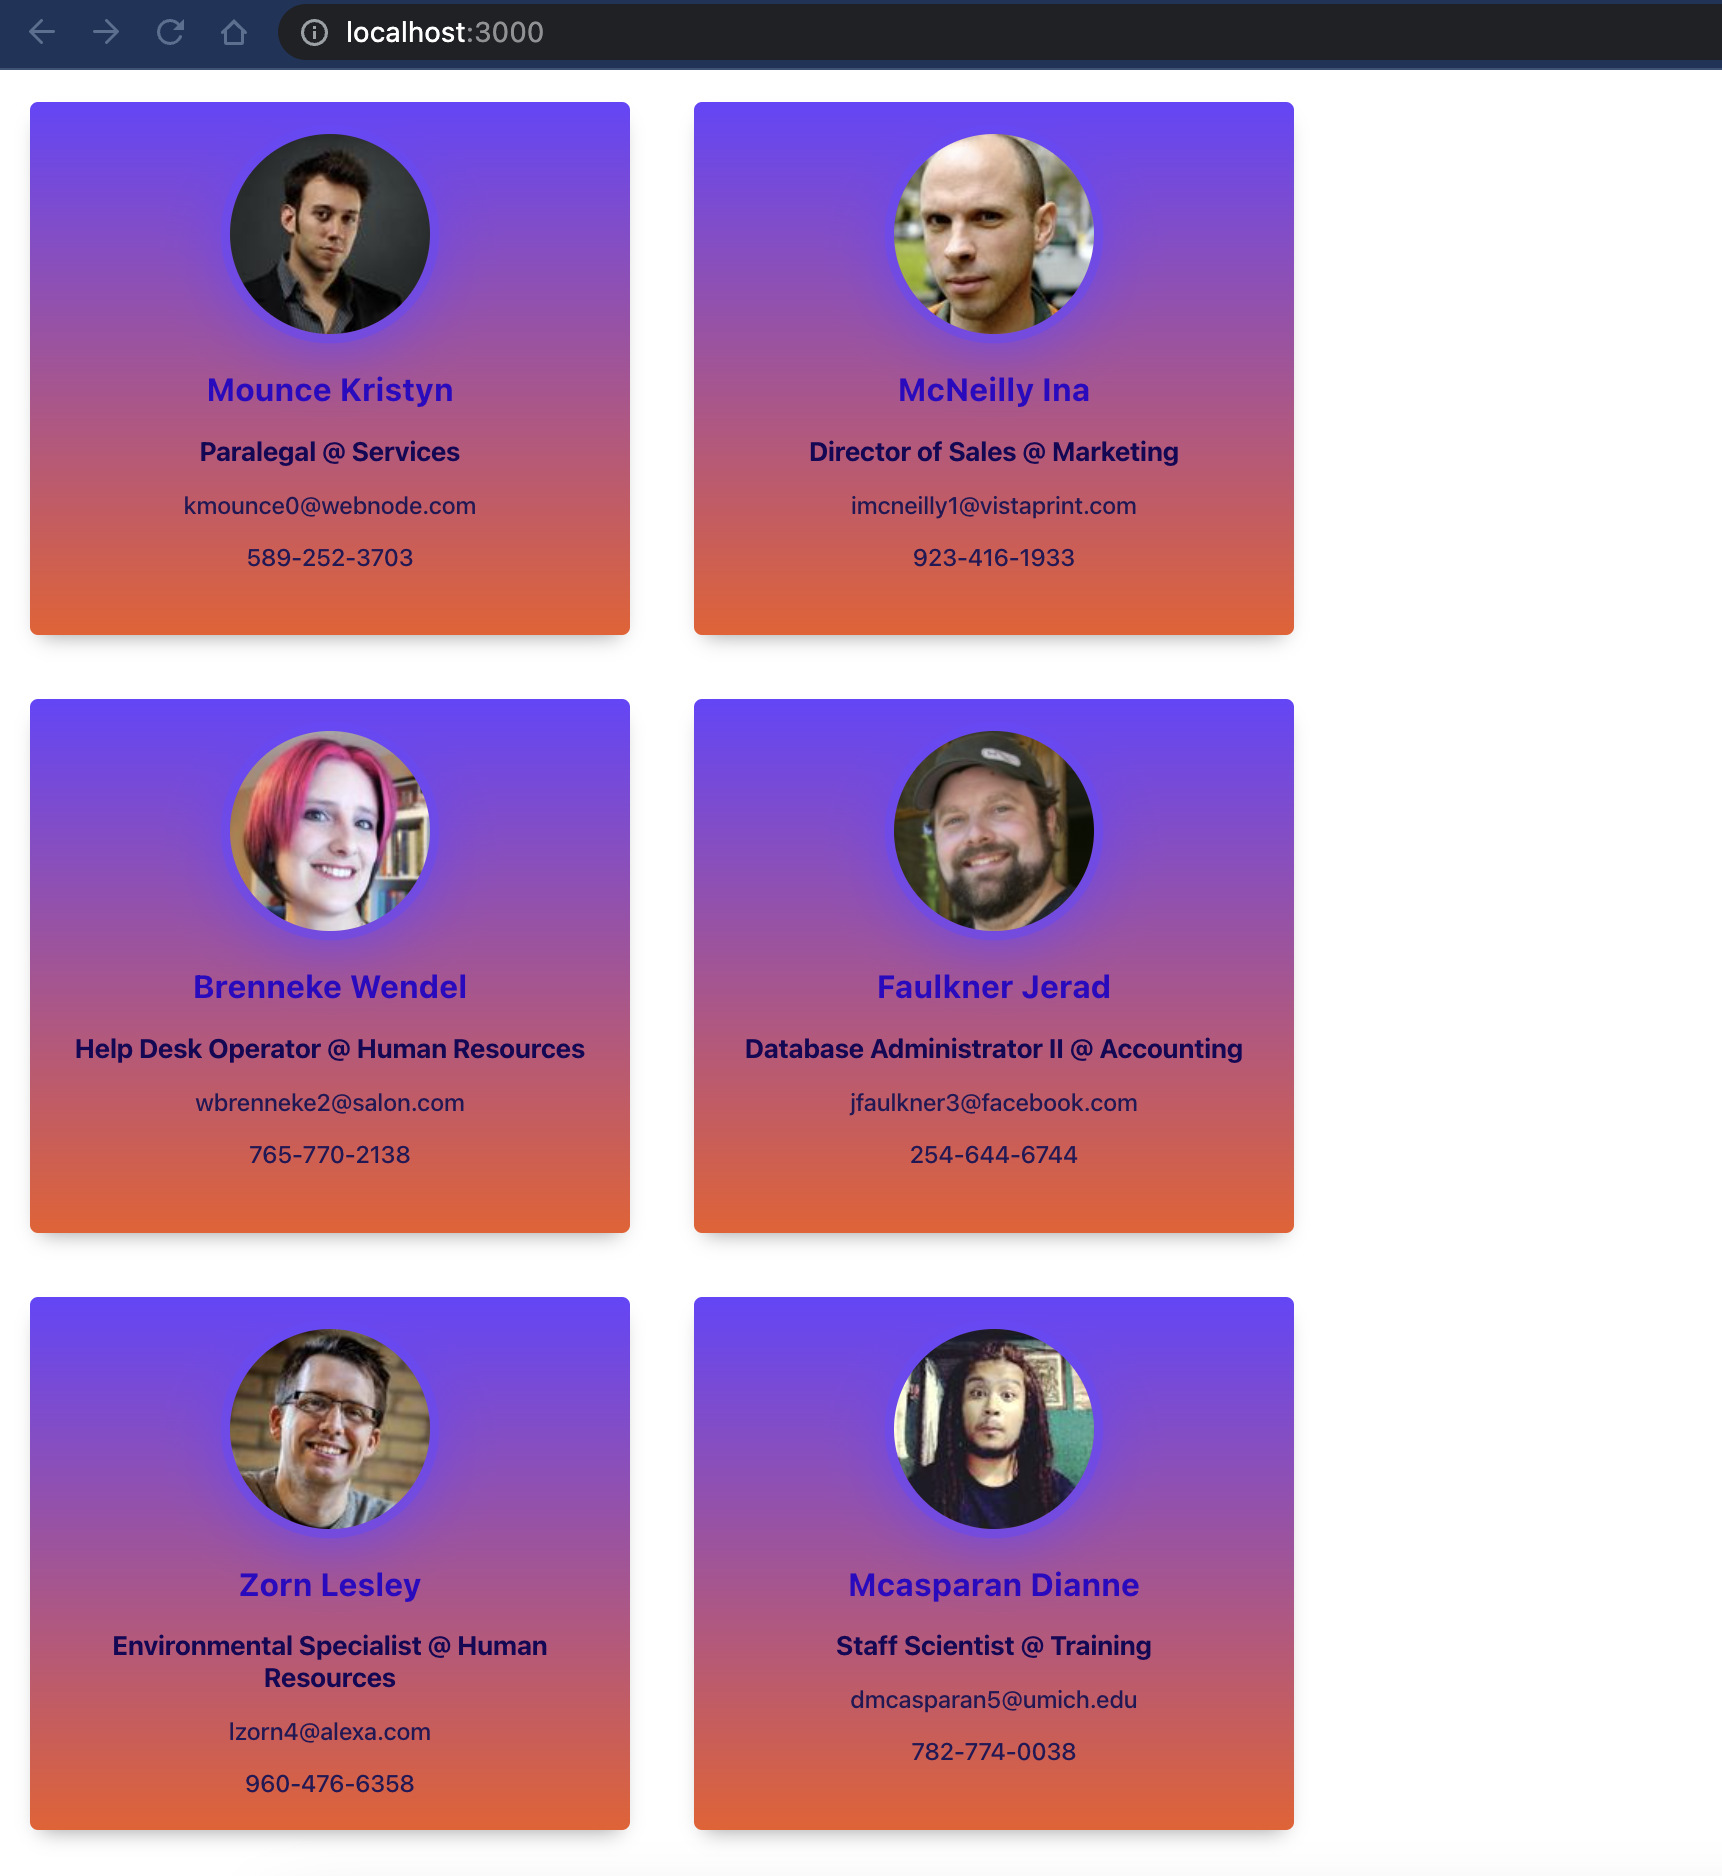 localhost:3000
Mounce Kristyn
Paralegal @ Services
kmounce0@webnode.com
589-252-3703
McNeilly Ina
Director of Sales @ Marketing
imcneilly1@vistaprint.com
923-416-1933
Brenneke Wendel
Help Desk Operator @ Human Resources
wbrenneke2@salon.com
765-770-2138
Faulkner Jerad
Database Administrator II @ Accounting
jfaulkner3@facebook.com
254-644-6744
Zorn Lesley
Environmental Specialist @ Human
Resources
lzorn4@alexa.com
960-476-6358
Mcasparan Dianne
Staff Scientist @ Training
dmcasparan5@umich.edu
782-774-0038